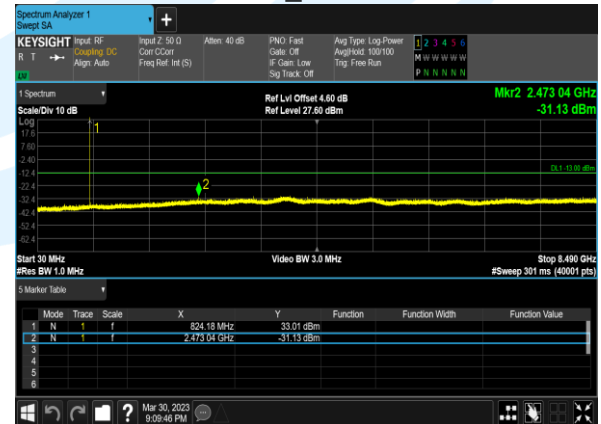 Spectrum Analyzer 1
Swept SA
KEYSIGHT
R T
LXI
Input: RF
Coupling: DC
Align: Auto
Input Z: 50 Ω
Corr CCorr
Freq Ref: Int (S)
Atten: 40 dB
PNO: Fast
Gate: Off
IF Gain: Low
Sig Track: Off
Avg Type: Log-Power
Avg|Hold: 100/100
Trig: Free Run
1 2 3 4 5 6
M W W W W W
P N N N N N
1 Spectrum
Scale/Div 10 dB
Ref Lvl Offset 4.60 dB
Ref Level 27.60 dBm
Mkr2 2.473 04 GHz
-31.13 dBm
Log
17.6
7.60
-2.40
-12.4
-22.4
-32.4
-42.4
-52.4
-62.4
1
2
DL1 -13.00 dBm
Start 30 MHz
#Res BW 1.0 MHz
Video BW 3.0 MHz
Stop 8.490 GHz
#Sweep 301 ms (40001 pts)
5 Marker Table
Mode Trace Scale X Y Function Function Width Function Value
1 N 1 f 824.18 MHz 33.01 dBm
2 N 1 f 2.473 04 GHz -31.13 dBm
3
4
5
6
?
Mar 30, 2023
9:09:46 PM